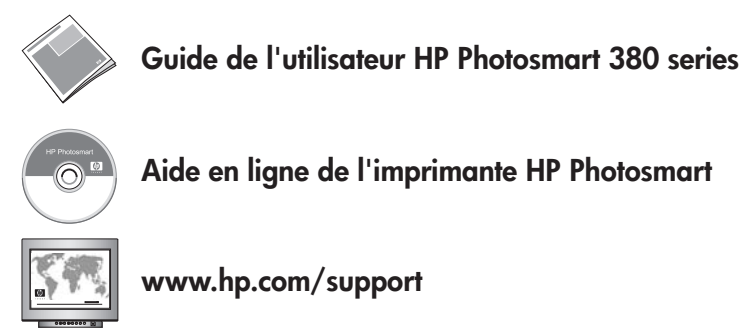 Guide de l'utilisateur HP Photosmart 380 series
HP Photosmart
Aide en ligne de l'imprimante HP Photosmart
www.hp.com/support